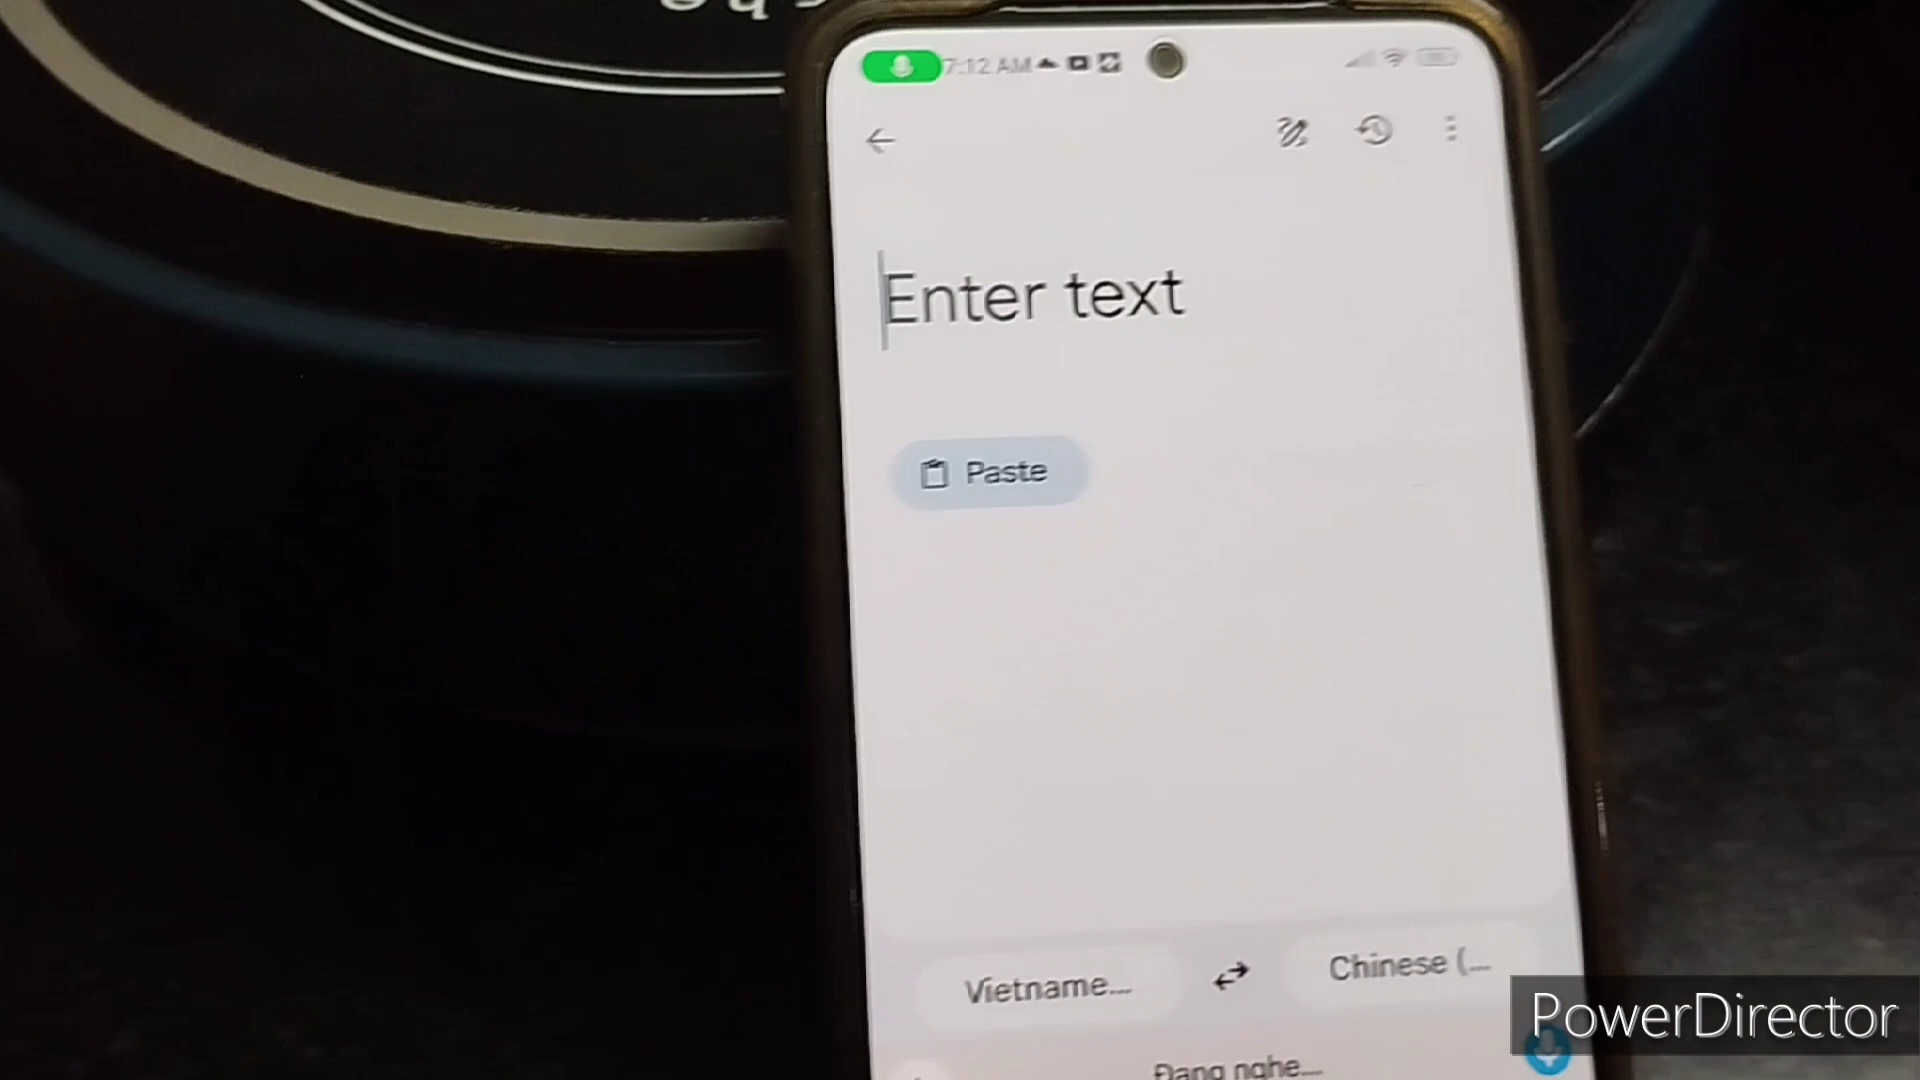 7:12 AM
Enter text
Paste
Vietname...
Chinese (...
Đang nghe...
PowerDirector